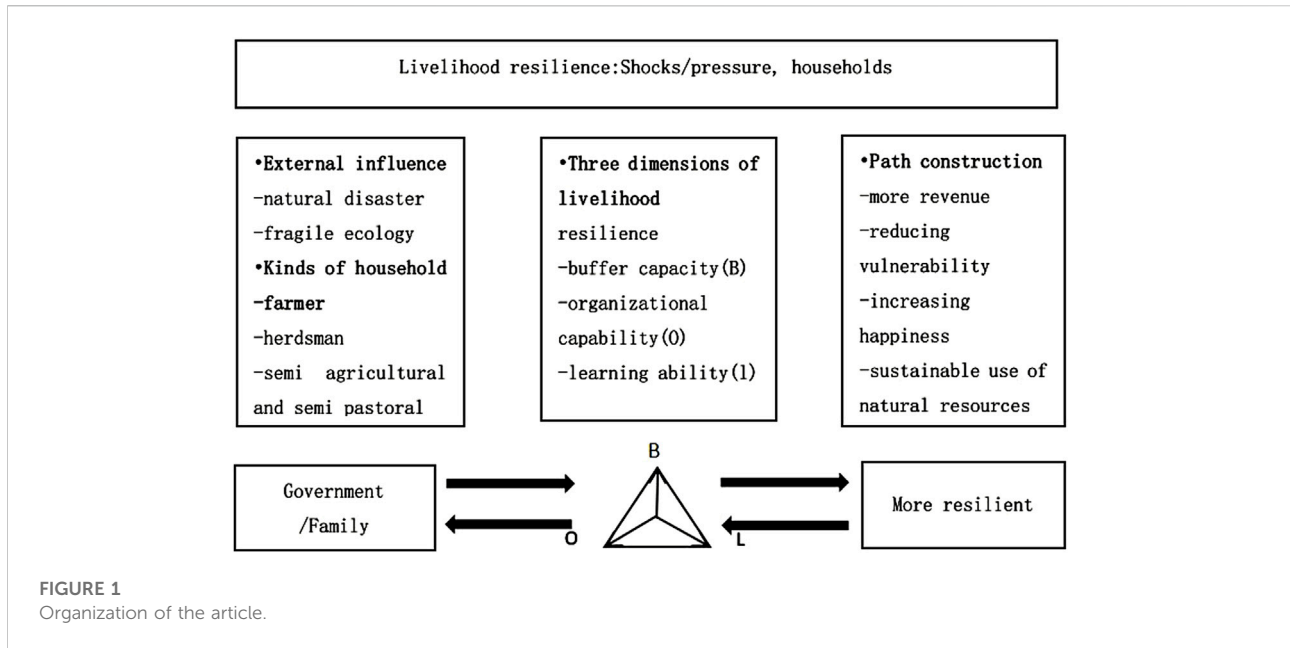 Livelihood resilience:Shocks/pressure, households
•External influence
-natural disaster
-fragile ecology
•Kinds of household
-farmer
-herdsman
-semi agricultural
and semi pastoral
•Three dimensions of
livelihood
resilience
-buffer capacity(B)
-organizational
capability(O)
-learning ability(l)
•Path construction
-more revenue
-reducing
vulnerability
-increasing
happiness
-sustainable use of
natural resources
Government
/Family
B
O
L
More resilient
FIGURE 1
Organization of the article.